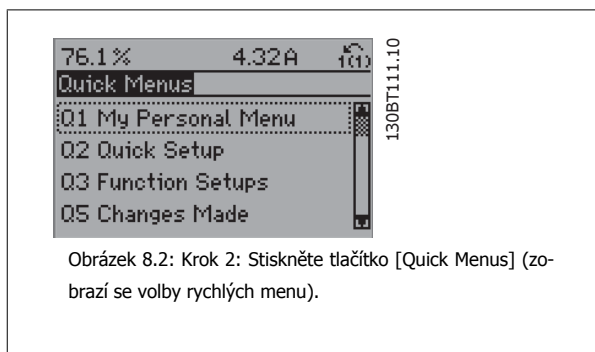 76.1% 4.32A 1(1)
Quick Menus
Q1 My Personal Menu
Q2 Quick Setup
Q3 Function Setups
Q5 Changes Made
130BT111.10
Obrázek 8.2: Krok 2: Stiskněte tlačítko [Quick Menus] (zo-
brazí se volby rychlých menu).